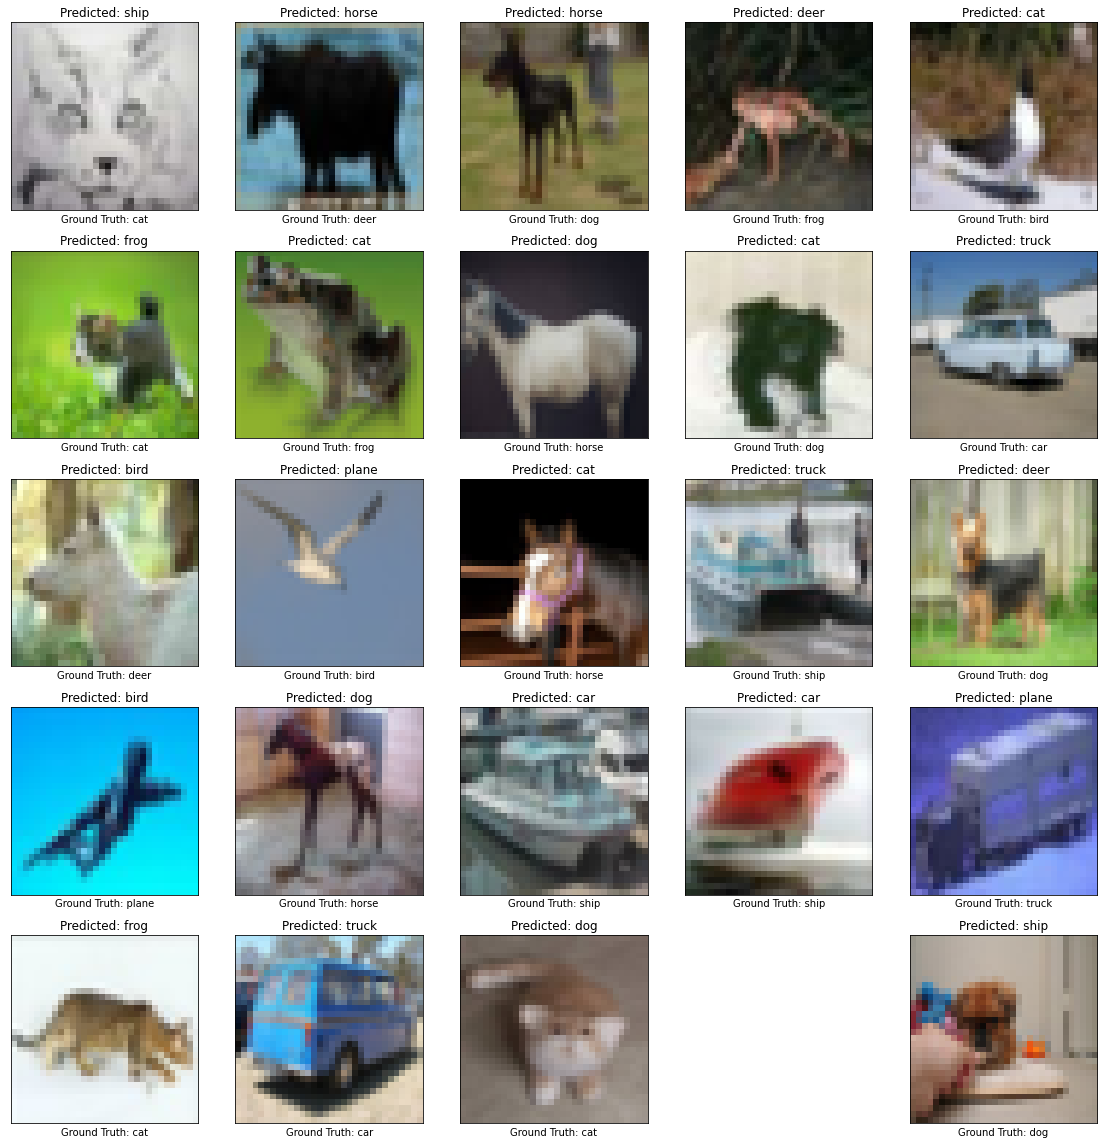 Predicted: ship
Ground Truth: cat
Predicted: horse
Ground Truth: deer
Predicted: horse
Ground Truth: dog
Predicted: deer
Ground Truth: frog
Predicted: cat
Ground Truth: bird
Predicted: frog
Ground Truth: cat
Predicted: cat
Ground Truth: frog
Predicted: dog
Ground Truth: horse
Predicted: cat
Ground Truth: dog
Predicted: truck
Ground Truth: car
Predicted: bird
Ground Truth: deer
Predicted: plane
Ground Truth: bird
Predicted: cat
Ground Truth: horse
Predicted: truck
Ground Truth: ship
Predicted: deer
Ground Truth: dog
Predicted: bird
Ground Truth: plane
Predicted: dog
Ground Truth: horse
Predicted: car
Ground Truth: ship
Predicted: car
Ground Truth: ship
Predicted: plane
Ground Truth: truck
Predicted: frog
Ground Truth: cat
Predicted: truck
Ground Truth: car
Predicted: dog
Ground Truth: cat
Predicted: ship
Ground Truth: dog